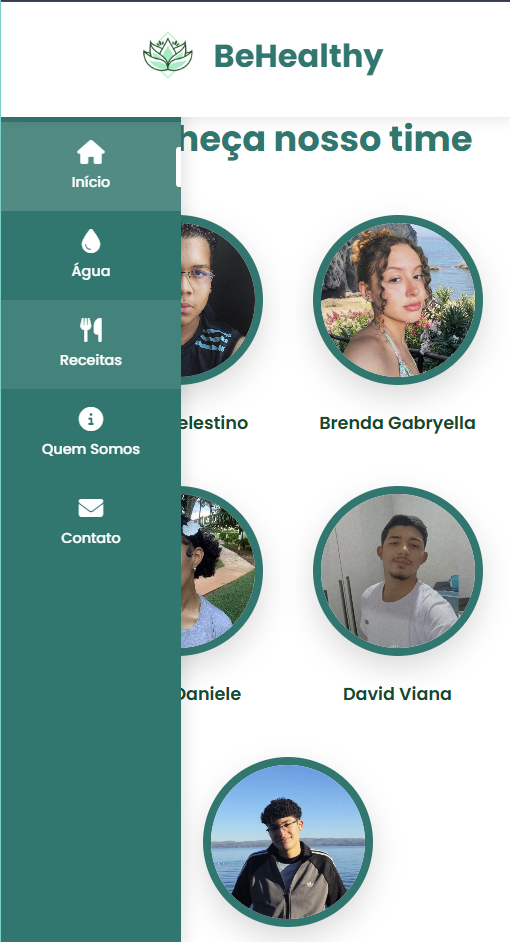 BeHealthy
heça nosso time
Início
Água
Receitas
Quem Somos
Contato
elestino
Brenda Gabryella
Daniele
David Viana